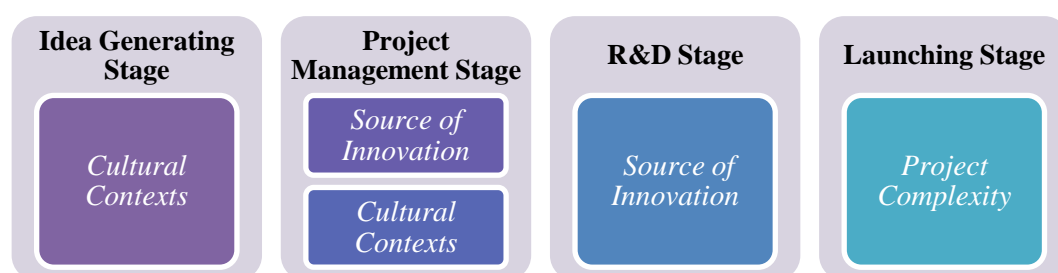 Idea Generating
Stage
Cultural
Contexts
Project
Management Stage
Source of
Innovation
Cultural
Contexts
R&D Stage
Source of
Innovation
Launching Stage
Project
Complexity